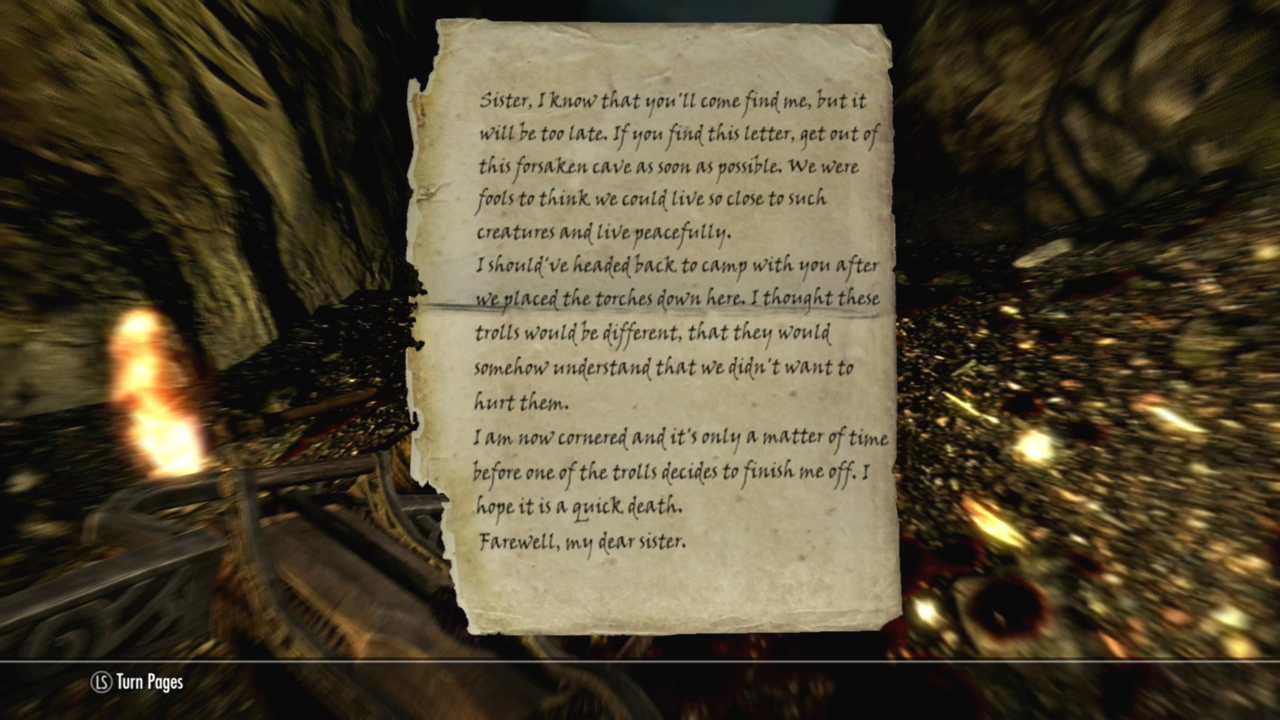 Sister, I know that you'll come find me, but it
will be too late. If you find this letter, get out of
this forsaken cave as soon as possible. We were
fools to think we could live so close to such
creatures and live peacefully.
I should've headed back to camp with you after
we placed the torches down here. I thought these
trolls would be different, that they would
somehow understand that we didn't want to
hurt them.
I am now cornered and it's only a matter of time
before one of the trolls decides to finish me off. I
hope it is a quick death.
Farewell, my dear sister.
LS Turn Pages